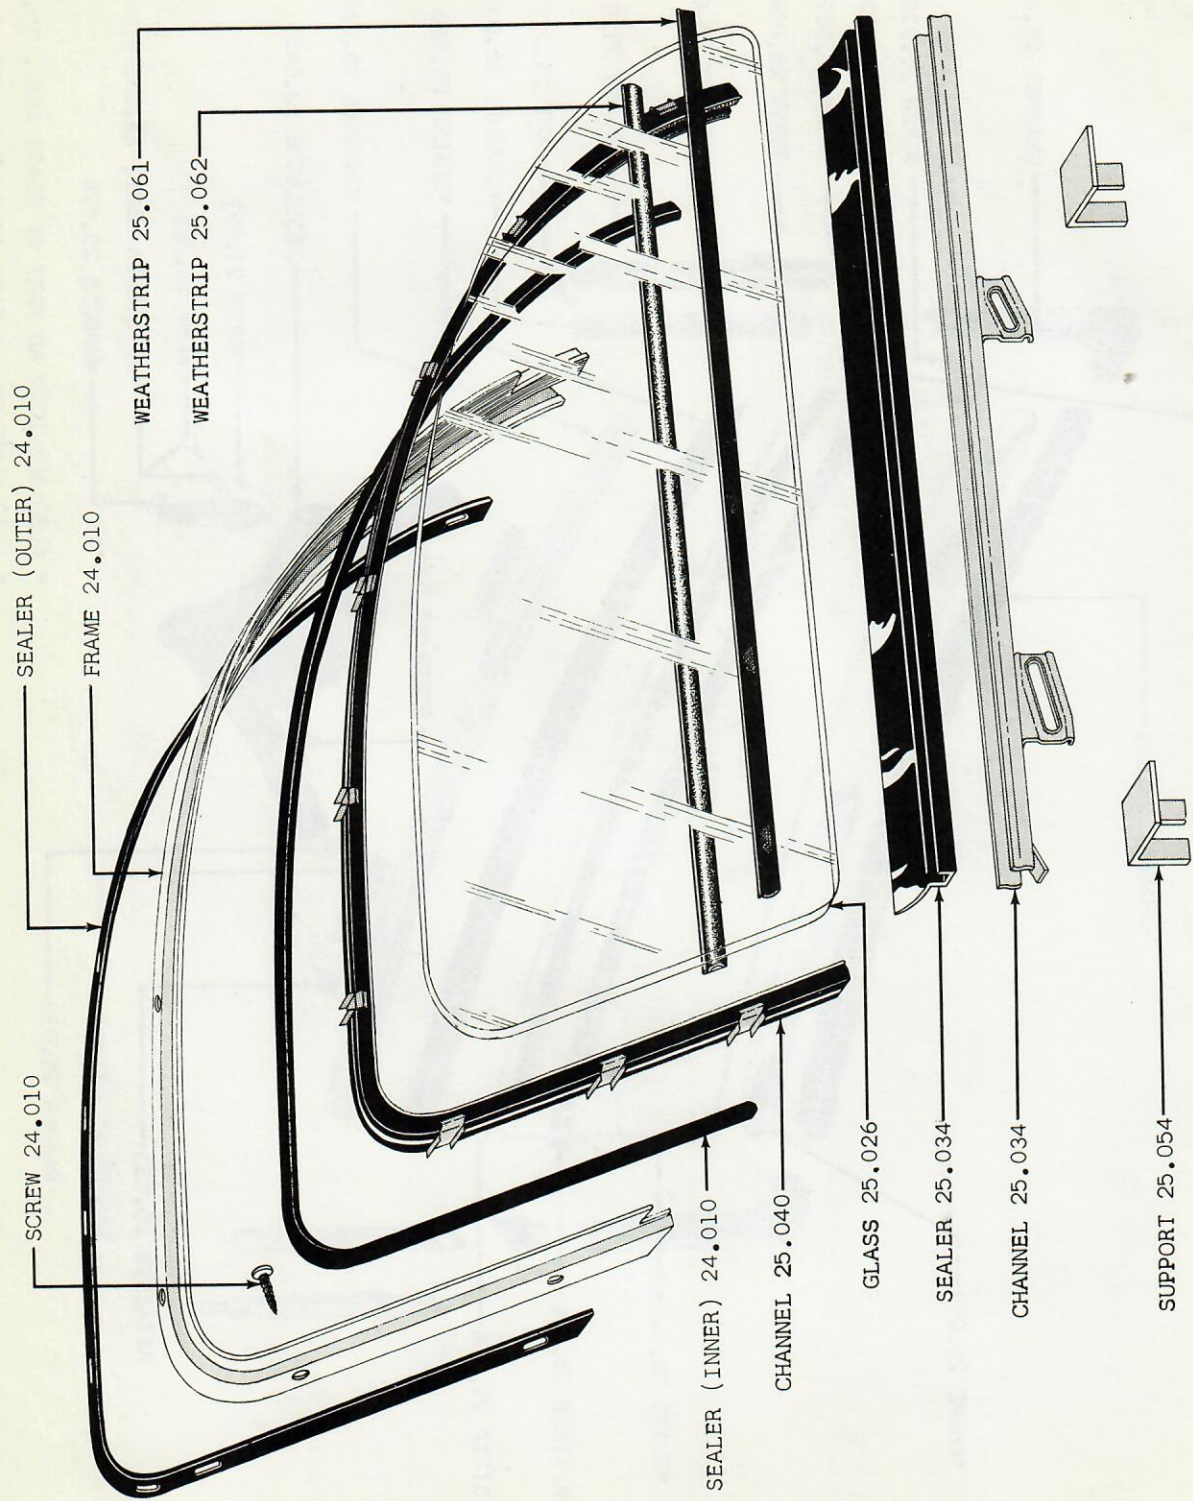 SCREW 24.010
SEALER (OUTER) 24.010
FRAME 24.010
WEATHERSTRIP 25.061
WEATHERSTRIP 25.062
SEALER (INNER) 24.010
CHANNEL 25.040
GLASS 25.026
SEALER 25.034
CHANNEL 25.034
SUPPORT 25.054